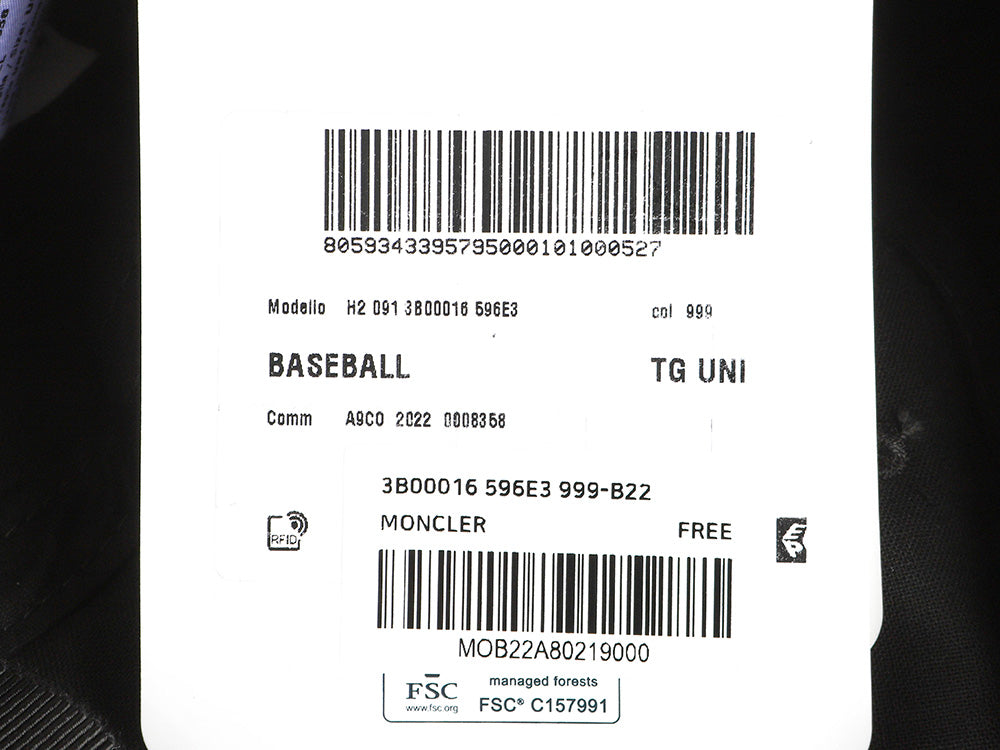 805934339579500010100527
Modello H2 091 3B00016 596E3 col 999
BASEBALL TG UNI
Comm A9C0 2022 0008358
3B00016 596E3 999-B22
MONCLER FREE
RFID
MOB22A80219000
FSC managed forests
www.fsc.org FSC® C157991